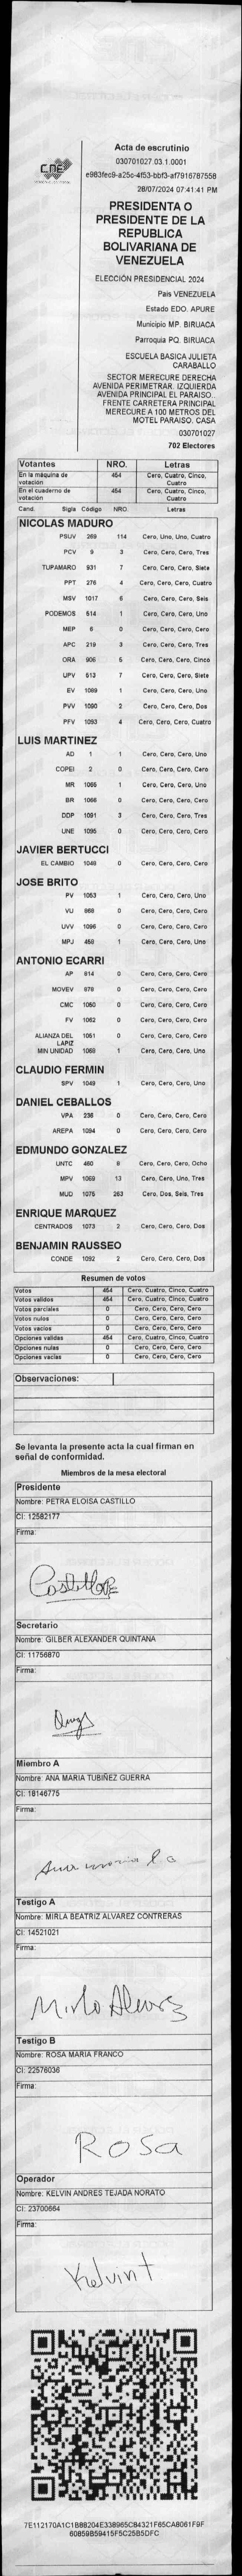 CNE
Acta de escrutinio
030701027.03.1.0001
e983fec9-a25c-4f53-bbf3-af7916787558
28/07/2024 07:41:41 PM
PRESIDENTA O
PRESIDENTE DE LA
REPUBLICA
BOLIVARIANA DE
VENEZUELA
ELECCIÓN PRESIDENCIAL 2024
País VENEZUELA
Estado EDO. APURE
Municipio MP. BIRUACA
Parroquia PQ. BIRUACA
ESCUELA BASICA JULIETA
CARABALLO
SECTOR MERECURE DERECHA
AVENIDA PERIMETRAR. IZQUIERDA
AVENIDA PRINCIPAL EL PARAISO..
FRENTE CARRETERA PRINCIPAL
MERECURE A 100 METROS DEL
MOTEL PARAISO. CASA
030701027
702 Electores
Votantes NRO. Letras
En la máquina de votación 454 Cero, Cuatro, Cinco, Cuatro
En el cuaderno de votación 454 Cero, Cuatro, Cinco, Cuatro
Cand. Sigla Código NRO. Letras
NICOLAS MADURO
PSUV 269 114 Cero, Uno, Uno, Cuatro
PCV 9 3 Cero, Cero, Cero, Tres
TUPAMARO 931 7 Cero, Cero, Cero, Siete
PPT 276 4 Cero, Cero, Cero, Cuatro
MSV 1017 6 Cero, Cero, Cero, Seis
PODEMOS 514 1 Cero, Cero, Cero, Uno
MEP 6 0 Cero, Cero, Cero, Cero
APC 219 3 Cero, Cero, Cero, Tres
ORA 906 5 Cero, Cero, Cero, Cinco
UPV 513 7 Cero, Cero, Cero, Siete
EV 1089 1 Cero, Cero, Cero, Uno
PVV 1090 2 Cero, Cero, Cero, Dos
PFV 1093 4 Cero, Cero, Cero, Cuatro
LUIS MARTINEZ
AD 1 1 Cero, Cero, Cero, Uno
COPEI 2 0 Cero, Cero, Cero, Cero
MR 1065 1 Cero, Cero, Cero, Uno
BR 1066 0 Cero, Cero, Cero, Cero
DDP 1091 3 Cero, Cero, Cero, Tres
UNE 1095 0 Cero, Cero, Cero, Cero
JAVIER BERTUCCI
EL CAMBIO 1048 0 Cero, Cero, Cero, Cero
JOSE BRITO
PV 1053 1 Cero, Cero, Cero, Uno
VU 868 0 Cero, Cero, Cero, Cero
UVV 1096 0 Cero, Cero, Cero, Cero
MPJ 458 1 Cero, Cero, Cero, Uno
ANTONIO ECARRI
AP 814 0 Cero, Cero, Cero, Cero
MOVEV 878 0 Cero, Cero, Cero, Cero
CMC 1050 0 Cero, Cero, Cero, Cero
FV 1062 0 Cero, Cero, Cero, Cero
ALIANZA DEL LAPIZ 1051 0 Cero, Cero, Cero, Cero
MIN UNIDAD 1068 1 Cero, Cero, Cero, Uno
CLAUDIO FERMIN
SPV 1049 1 Cero, Cero, Cero, Uno
DANIEL CEBALLOS
VPA 236 0 Cero, Cero, Cero, Cero
AREPA 1094 0 Cero, Cero, Cero, Cero
EDMUNDO GONZALEZ
UNTC 460 8 Cero, Cero, Cero, Ocho
MPV 1069 13 Cero, Cero, Uno, Tres
MUD 1075 263 Cero, Dos, Seis, Tres
ENRIQUE MARQUEZ
CENTRADOS 1073 2 Cero, Cero, Cero, Dos
BENJAMIN RAUSSEO
CONDE 1092 2 Cero, Cero, Cero, Dos
Resumen de votos
Votos 454 Cero, Cuatro, Cinco, Cuatro
Votos validos 454 Cero, Cuatro, Cinco, Cuatro
Votos parciales 0 Cero, Cero, Cero, Cero
Votos nulos 0 Cero, Cero, Cero, Cero
Votos vacios 0 Cero, Cero, Cero, Cero
Opciones validas 454 Cero, Cuatro, Cinco, Cuatro
Opciones nulas 0 Cero, Cero, Cero, Cero
Opciones vacias 0 Cero, Cero, Cero, Cero
Observaciones:
Se levanta la presente acta la cual firman en
señal de conformidad.
Miembros de la mesa electoral
Presidente
Nombre: PETRA ELOISA CASTILLO
CI: 12582177
Firma:
Secretario
Nombre: GILBER ALEXANDER QUINTANA
CI: 11756870
Firma:
Miembro A
Nombre: ANA MARIA TUBIÑEZ GUERRA
CI: 18146775
Firma:
Testigo A
Nombre: MIRLA BEATRIZ ALVAREZ CONTRERAS
CI: 14521021
Firma:
Testigo B
Nombre: ROSA MARIA FRANCO
CI: 22576036
Firma:
Rosa
Operador
Nombre: KELVIN ANDRES TEJADA NORATO
CI: 23700664
Firma:
Kelvin t
7E112170A1C1B88204E338965C84321F65CA8061F9F
60859B59415F5C25B5DFC